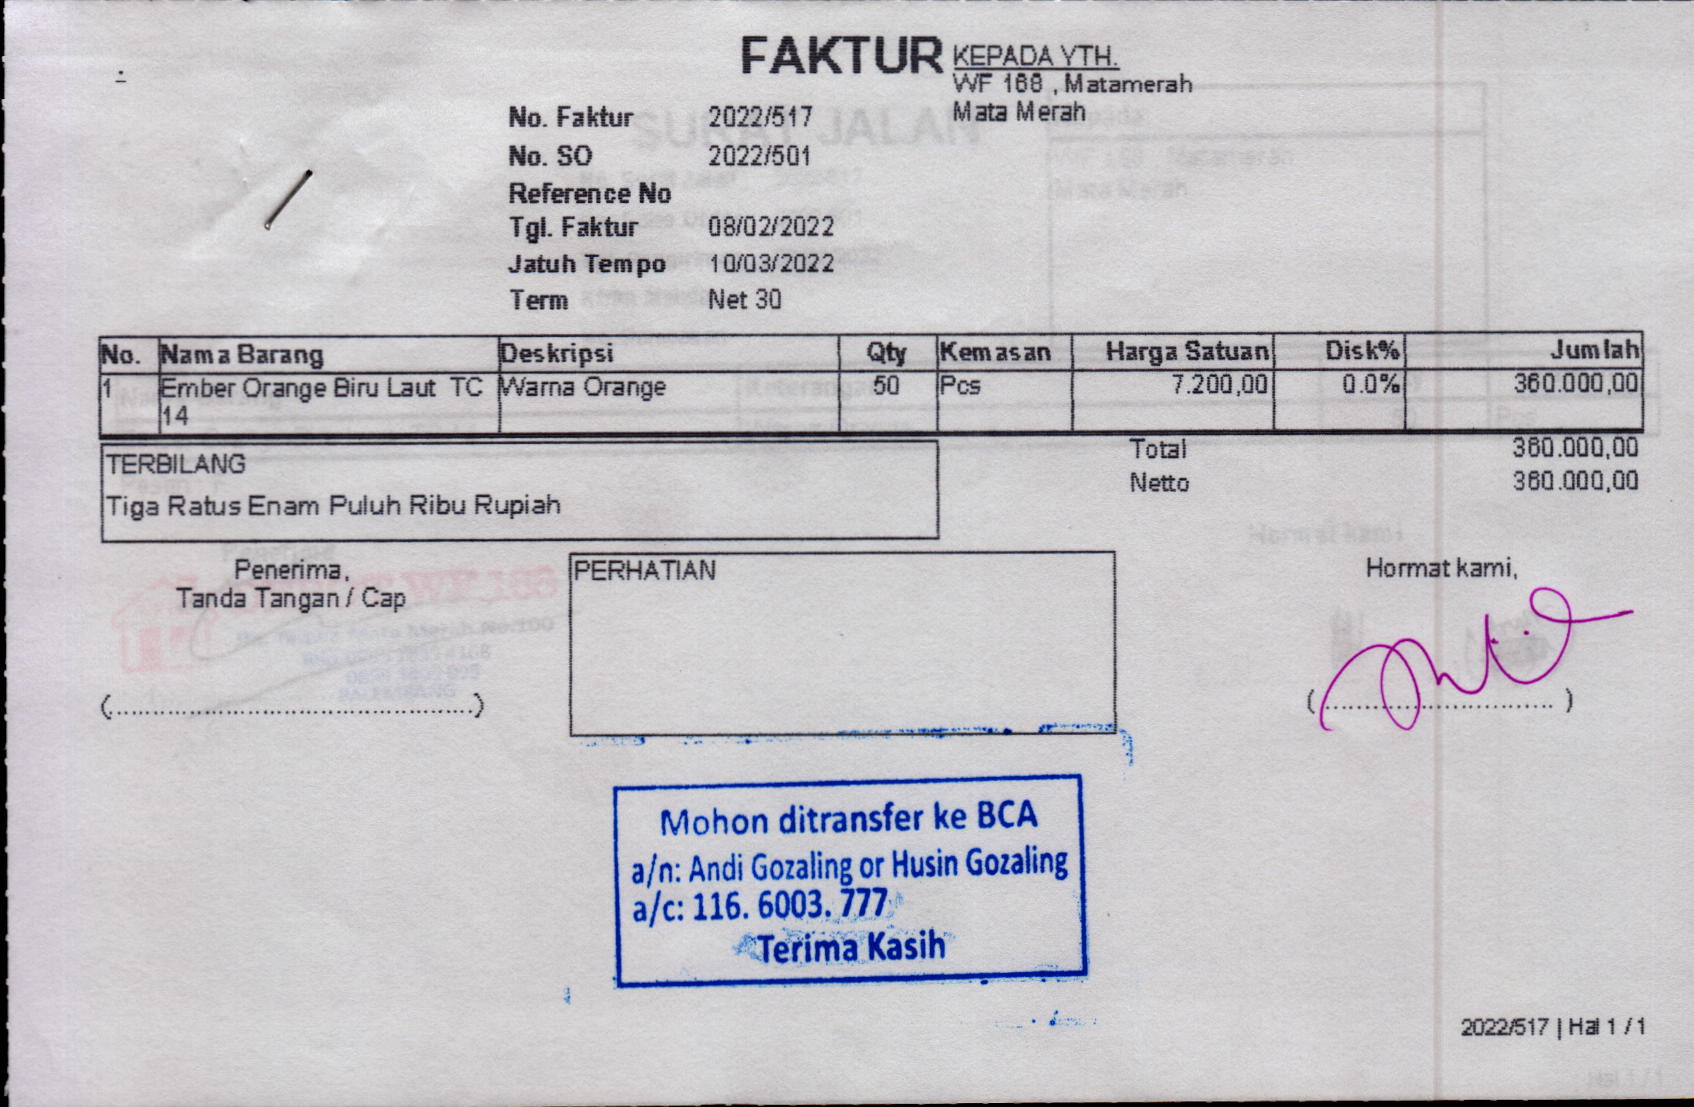 FAKTUR
KEPADA YTH.
WF 168 , Matamerah
Mata Merah
No. Faktur 2022/517
No. SO 2022/501
Reference No
Tgl. Faktur 08/02/2022
Jatuh Tempo 10/03/2022
Term Net 30
No. Nama Barang Deskripsi Qty Kemasan Harga Satuan Disk% Jumlah
1 Ember Orange Biru Laut TC Warna Orange 50 Pcs 7.200,00 0.0% 360.000,00
14
Total 360.000,00
Netto 360.000,00
TERBILANG
Tiga Ratus Enam Puluh Ribu Rupiah
Penerima,
Tanda Tangan / Cap
(................................................)
PERHATIAN
Hormat kami,
(.............................. )
Mohon ditransfer ke BCA
a/n: Andi Gozaling or Husin Gozaling
a/c: 116. 6003. 777
Terima Kasih
2022/517 | Hal 1 / 1